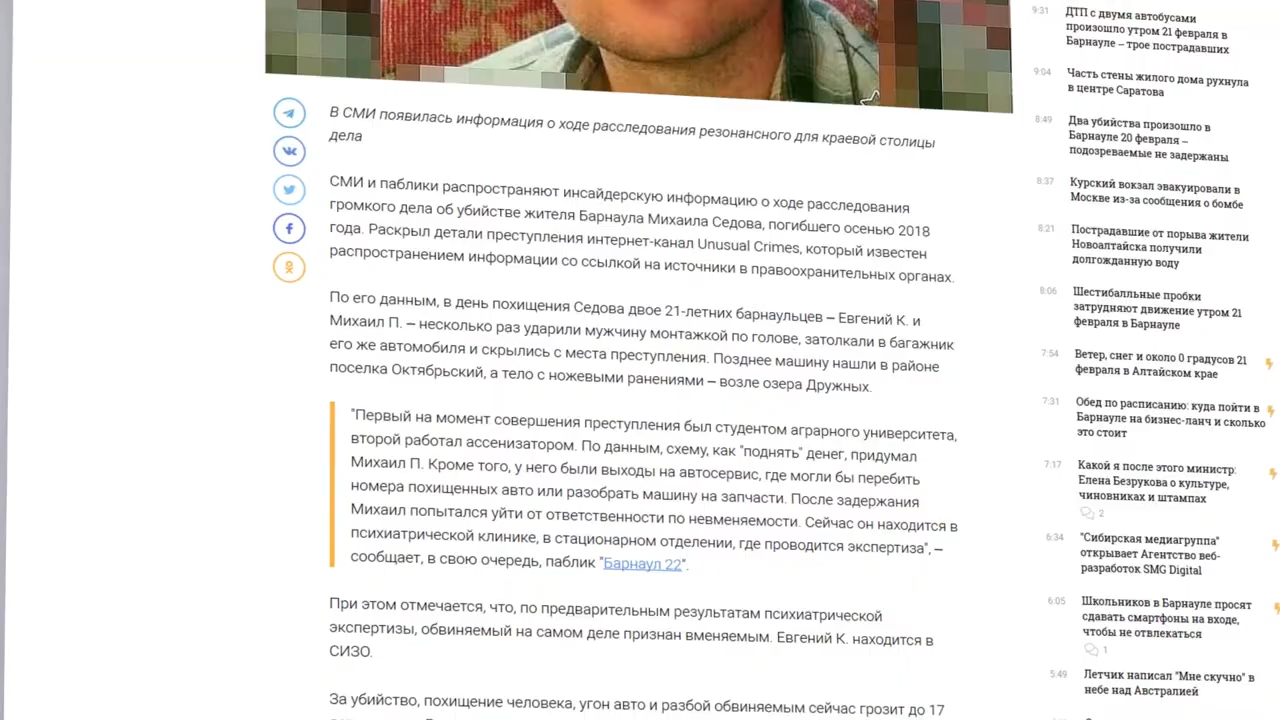 В СМИ появилась информация о ходе расследования резонансного для краевой столицы
дела
СМИ и паблики распространяют инсайдерскую информацию о ходе расследования
громкого дела об убийстве жителя Барнаула Михаила Седова, погибшего осенью 2018
года. Раскрыл детали преступления интернет-канал Unusual Crimes, который известен
распространением информации со ссылкой на источники в правоохранительных органах.
По его данным, в день похищения Седова двое 21-летних барнаульцев – Евгений К. и
Михаил П. – несколько раз ударили мужчину монтажкой по голове, затолкали в багажник
его же автомобиля и скрылись с места преступления. Позднее машину нашли в районе
поселка Октябрьский, а тело с ножевыми ранениями – возле озера Дружных.
"Первый на момент совершения преступления был студентом аграрного университета,
второй работал ассенизатором. По данным, схему, как "поднять" денег, придумал
Михаил П. Кроме того, у него были выходы на автосервис, где могли бы перебить
номера похищенных авто или разобрать машину на запчасти. После задержания
Михаил попытался уйти от ответственности по невменяемости. Сейчас он находится в
психиатрической клинике, в стационарном отделении, где проводится экспертиза", –
сообщает, в свою очередь, паблик "Барнаул 22".
При этом отмечается, что, по предварительным результатам психиатрической
экспертизы, обвиняемый на самом деле признан вменяемым. Евгений К. находится в
СИЗО.
За убийство, похищение человека, угон авто и разбой обвиняемым сейчас грозит до 17
9:31 ДТП с двумя автобусами
произошло утром 21 февраля в
Барнауле – трое пострадавших
9:04 Часть стены жилого дома рухнула
в центре Саратова
8:49 Два убийства произошло в
Барнауле 20 февраля –
подозреваемые не задержаны
8:37 Курский вокзал эвакуировали в
Москве из-за сообщения о бомбе
8:21 Пострадавшие от порыва жители
Новоалтайска получили
долгожданную воду
8:06 Шестибалльные пробки
затрудняют движение утром 21
февраля в Барнауле
7:54 Ветер, снег и около 0 градусов 21
февраля в Алтайском крае
7:31 Обед по расписанию: куда пойти в
Барнауле на бизнес-ланч и сколько
это стоит
7:17 Какой я после этого министр:
Елена Безрукова о культуре,
чиновниках и штампах
2
6:34 "Сибирская медиагруппа"
открывает Агентство веб-
разработок SMG Digital
6:05 Школьников в Барнауле просят
сдавать смартфоны на входе,
чтобы не отвлекаться
1
5:49 Летчик написал "Мне скучно" в
небе над Австралией